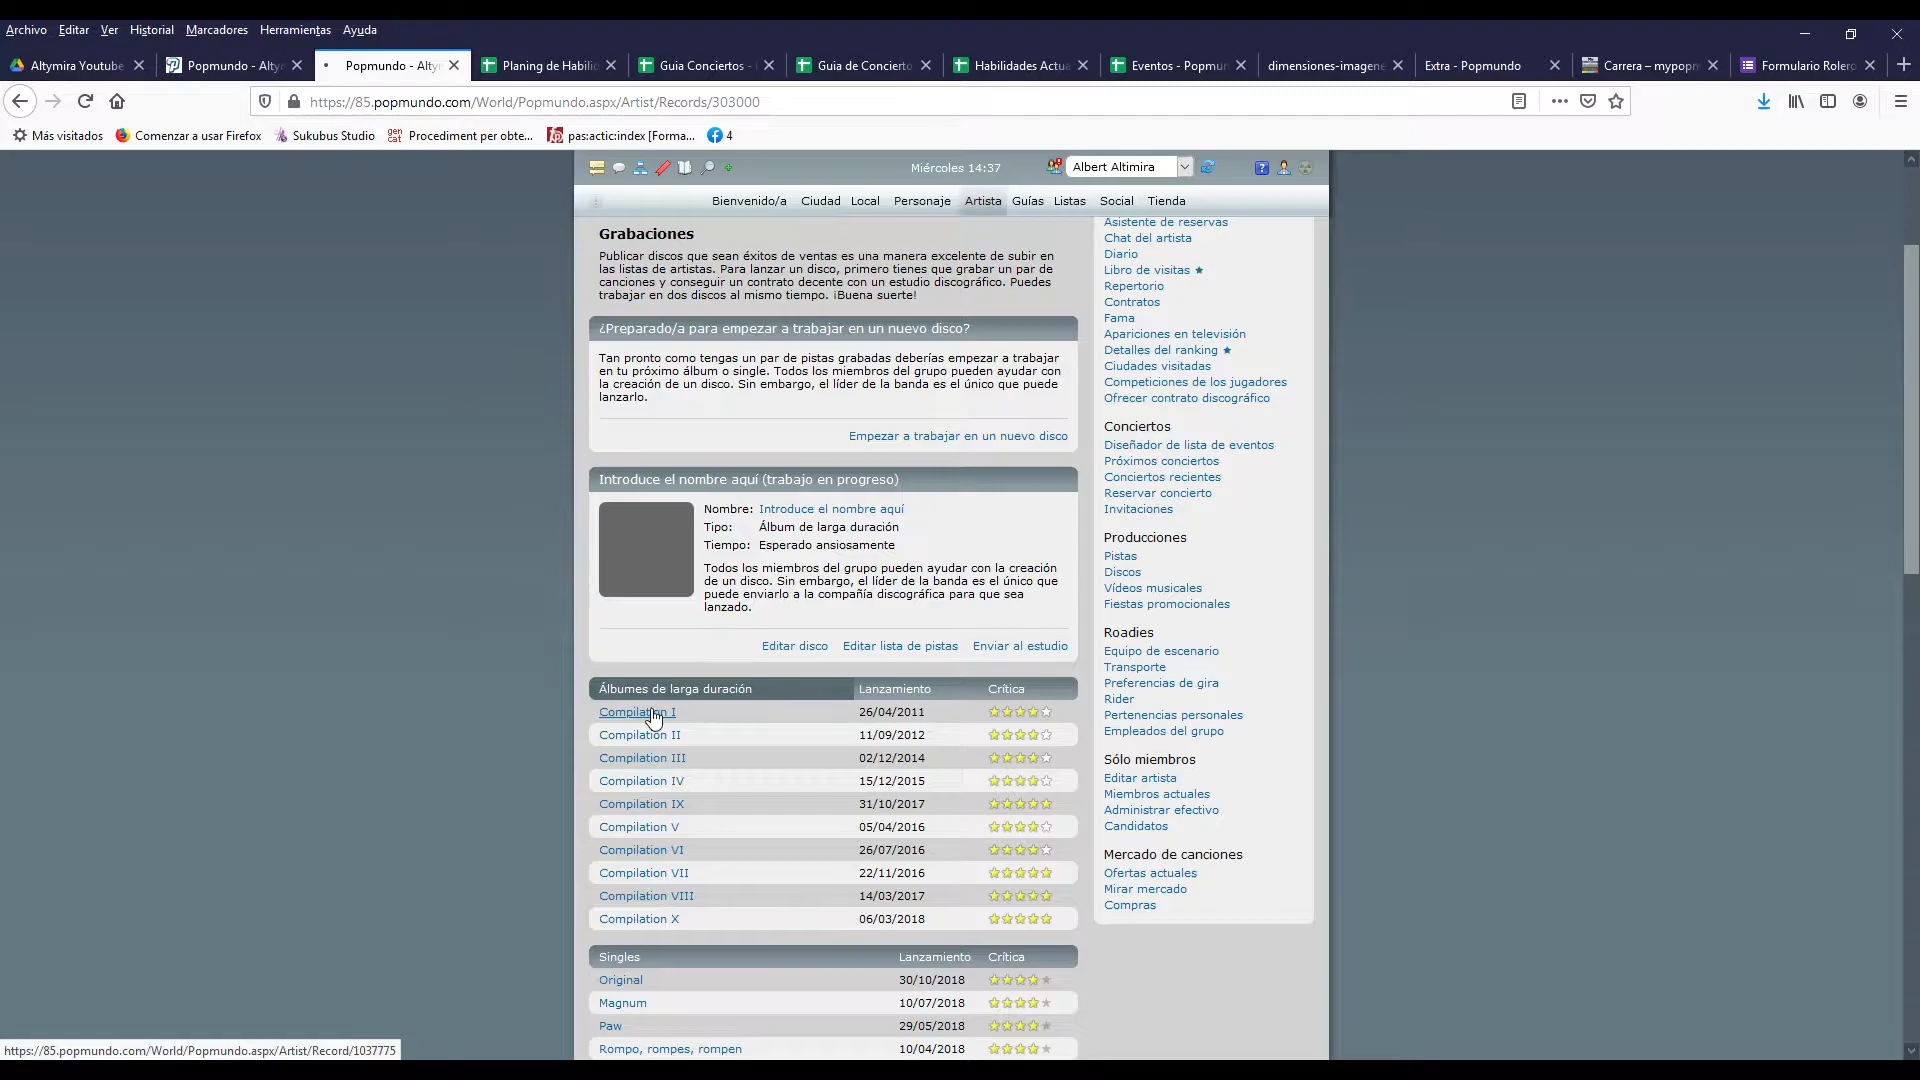 Archivo Editar Ver Historial Marcadores Herramientas Ayuda
Altymira Youtube Popmundo - Alty Popmundo - Alty Planing de Habili Guia Conciertos - Guia de Concierto Habilidades Actua Eventos - Popmun dimensiones-imagene Extra - Popmundo Carrera – mypopm Formulario Rolero
https://85.popmundo.com/World/Popmundo.aspx/Artist/Records/303000
Más visitados Comenzar a usar Firefox Sukubus Studio gencat Procediment per obte... pas:actic:index [Forma... 4
Miércoles 14:37 Albert Altimira
Bienvenido/a Ciudad Local Personaje Artista Guías Listas Social Tienda
Grabaciones
Publicar discos que sean éxitos de ventas es una manera excelente de subir en
las listas de artistas. Para lanzar un disco, primero tienes que grabar un par de
canciones y conseguir un contrato decente con un estudio discográfico. Puedes
trabajar en dos discos al mismo tiempo. ¡Buena suerte!
¿Preparado/a para empezar a trabajar en un nuevo disco?
Tan pronto como tengas un par de pistas grabadas deberías empezar a trabajar
en tu próximo álbum o single. Todos los miembros del grupo pueden ayudar con
la creación de un disco. Sin embargo, el líder de la banda es el único que puede
lanzarlo.
Empezar a trabajar en un nuevo disco
Introduce el nombre aquí (trabajo en progreso)
Nombre: Introduce el nombre aquí
Tipo: Álbum de larga duración
Tiempo: Esperado ansiosamente
Todos los miembros del grupo pueden ayudar con la creación
de un disco. Sin embargo, el líder de la banda es el único que
puede enviarlo a la compañía discográfica para que sea
lanzado.
Editar disco Editar lista de pistas Enviar al estudio
Álbumes de larga duración Lanzamiento Crítica
Compilation I 26/04/2011
Compilation II 11/09/2012
Compilation III 02/12/2014
Compilation IV 15/12/2015
Compilation IX 31/10/2017
Compilation V 05/04/2016
Compilation VI 26/07/2016
Compilation VII 22/11/2016
Compilation VIII 14/03/2017
Compilation X 06/03/2018
Singles Lanzamiento Crítica
Original 30/10/2018
Magnum 10/07/2018
Paw 29/05/2018
Rompo, rompes, rompen 10/04/2018
Asistente de reservas
Chat del artista
Diario
Libro de visitas
Repertorio
Contratos
Fama
Apariciones en televisión
Detalles del ranking
Ciudades visitadas
Competiciones de los jugadores
Ofrecer contrato discográfico
Conciertos
Diseñador de lista de eventos
Próximos conciertos
Conciertos recientes
Reservar concierto
Invitaciones
Producciones
Pistas
Discos
Vídeos musicales
Fiestas promocionales
Roadies
Equipo de escenario
Transporte
Preferencias de gira
Rider
Pertenencias personales
Empleados del grupo
Sólo miembros
Editar artista
Miembros actuales
Administrar efectivo
Candidatos
Mercado de canciones
Ofertas actuales
Mirar mercado
Compras
https://85.popmundo.com/World/Popmundo.aspx/Artist/Record/1037775